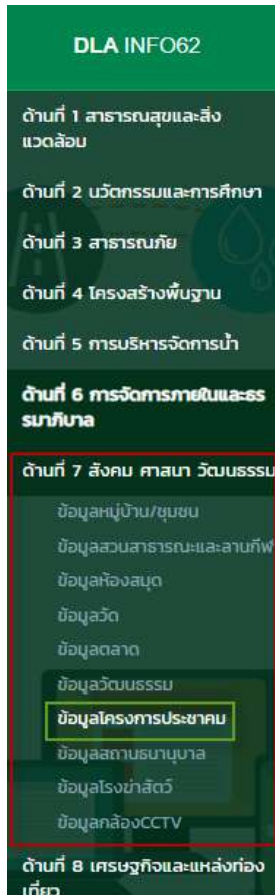 DLA INFO62
ด้านที่ 1 สาธารณสุขและสิ่ง
แวดล้อม
ด้านที่ 2 นวัตกรรมและการศึกษา
ด้านที่ 3 สาธารณภัย
ด้านที่ 4 โครงสร้างพื้นฐาน
ด้านที่ 5 การบริหารจัดการน้ำ
ด้านที่ 6 การจัดการภายในและธร
รมาภิบาล
ด้านที่ 7 สังคม ศาสนา วัฒนธรรม
ข้อมูลหมู่บ้าน/ชุมชน
ข้อมูลสวนสาธารณะและลานกีฬ
ข้อมูลห้องสมุด
ข้อมูลวัด
ข้อมูลตลาด
ข้อมูลวัฒนธรรม
ข้อมูลโครงการประชาคม
ข้อมูลสถานธนานุบาล
ข้อมูลโรงฆ่าสัตว์
ข้อมูลกล้องCCTV
ด้านที่ 8 เศรษฐกิจและแหล่งท่อง
เที่ยว